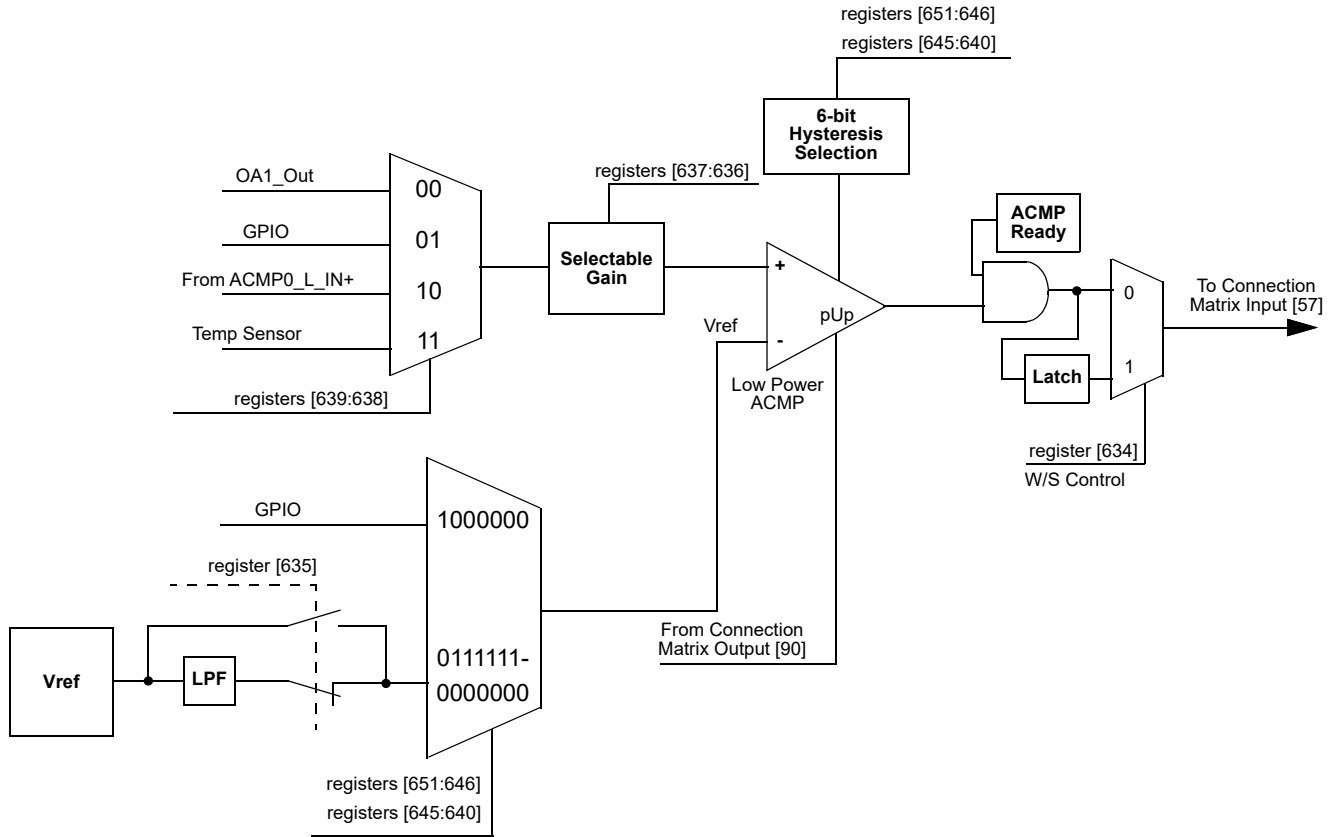 registers [651:646]
registers [645:640]
6-bit
Hysteresis
Selection
registers [637:636]
OA1_Out
00
GPIO
01
From ACMP0_L_IN+
10
Temp Sensor
11
registers [639:638]
Selectable
Gain
+
Vref
-
pUp
Low Power
ACMP
ACMP
Ready
0
1
Latch
To Connection
Matrix Input [57]
register [634]
W/S Control
GPIO
1000000
register [635]
Vref
LPF
0111111-
0000000
From Connection
Matrix Output [90]
registers [651:646]
registers [645:640]